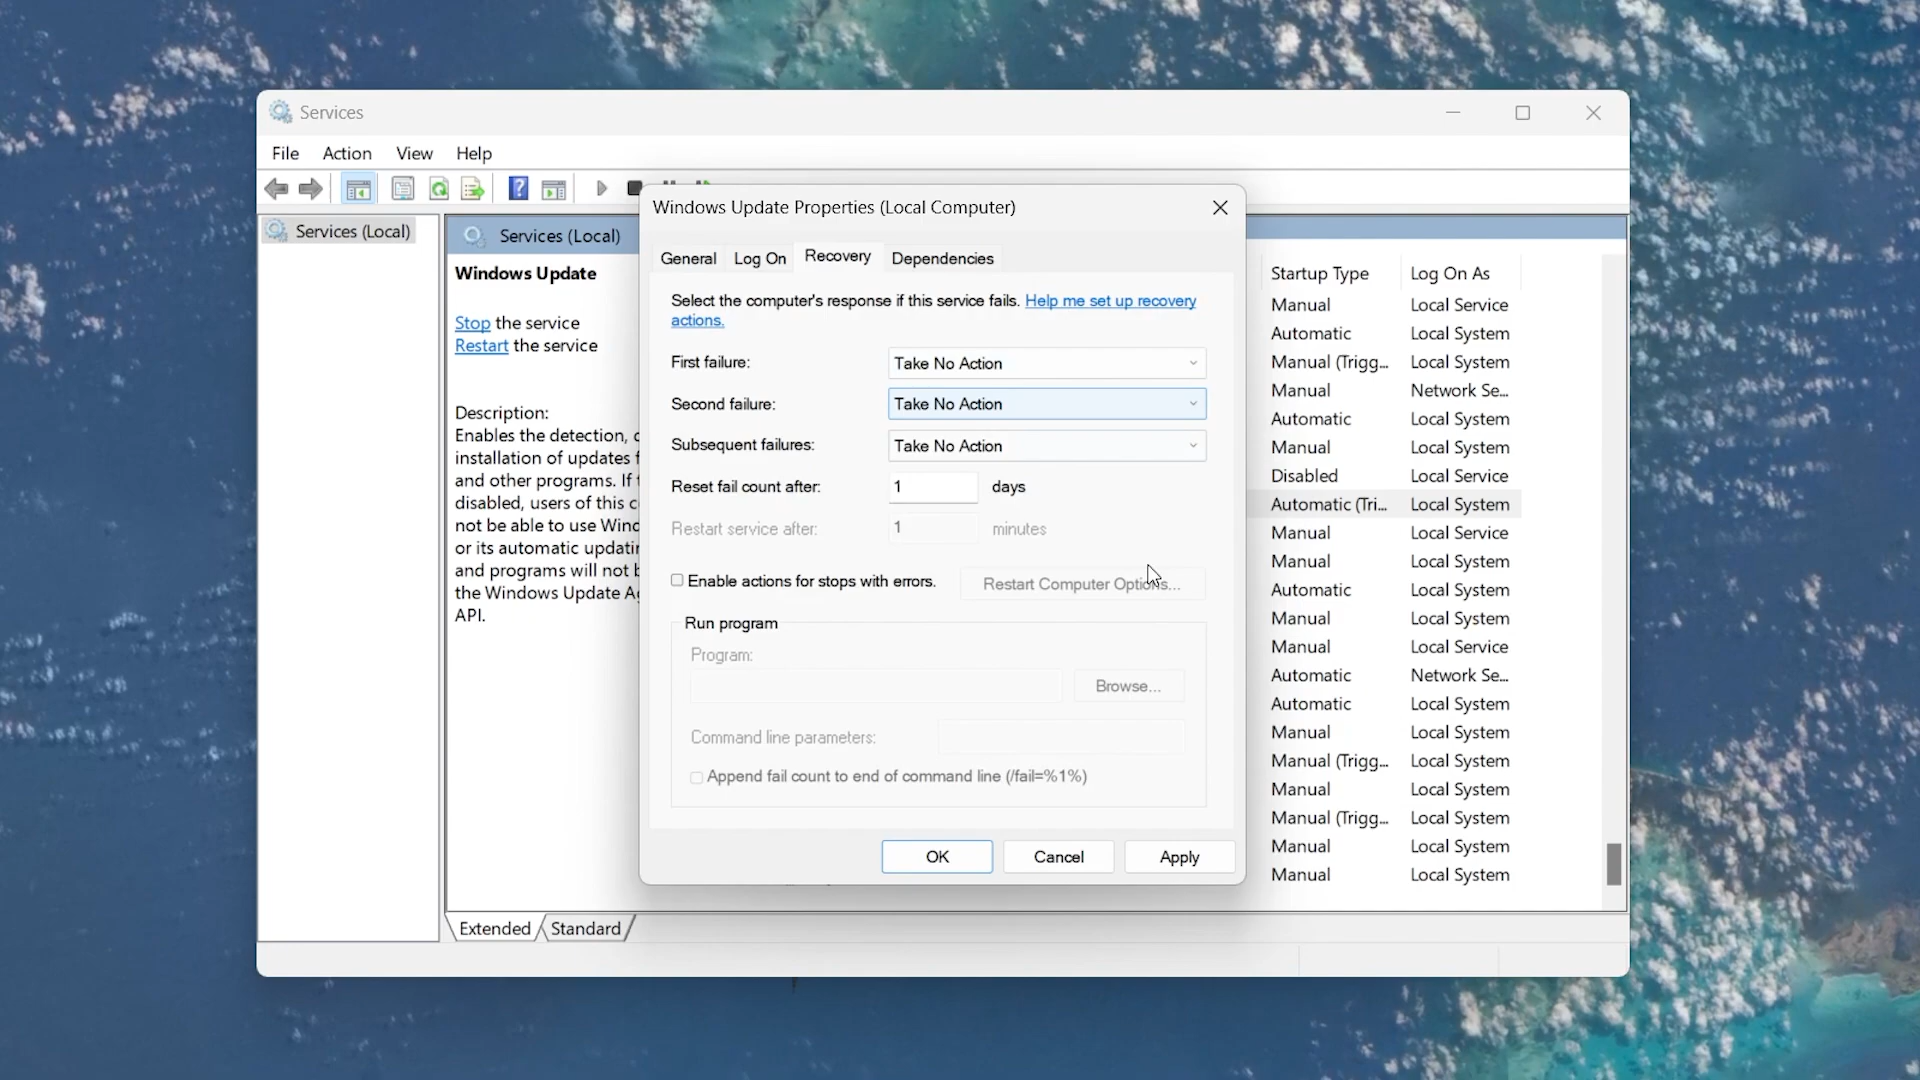 Services
File Action View Help
Services (Local)
Services (Local)
Windows Update
Stop the service
Restart the service
Description:
Enables the detection,
installation of updates
and other programs. If
disabled, users of this
not be able to use
or its automatic
and programs will not
the Windows Update
API.
Windows Update Properties (Local Computer)
General Log On Recovery Dependencies
Select the computer's response if this service fails. Help me set up recovery
actions.
First failure: Take No Action
Second failure: Take No Action
Subsequent failures: Take No Action
Reset fail count after: 1 days
Restart service after: 1 minutes
Enable actions for stops with errors. Restart Computer Options...
Run program
Program:
Browse...
Command line parameters:
Append fail count to end of command line (/fail=%1%)
OK Cancel Apply
Startup Type Log On As
Manual Local Service
Automatic Local System
Manual (Trigg... Local System
Manual Network Se...
Automatic Local System
Manual Local System
Disabled Local Service
Automatic (Tri... Local System
Manual Local Service
Manual Local System
Automatic Local System
Manual Local System
Manual Local Service
Automatic Network Se...
Automatic Local System
Manual Local System
Manual (Trigg... Local System
Manual Local System
Manual (Trigg... Local System
Manual Local System
Manual Local System
Extended Standard